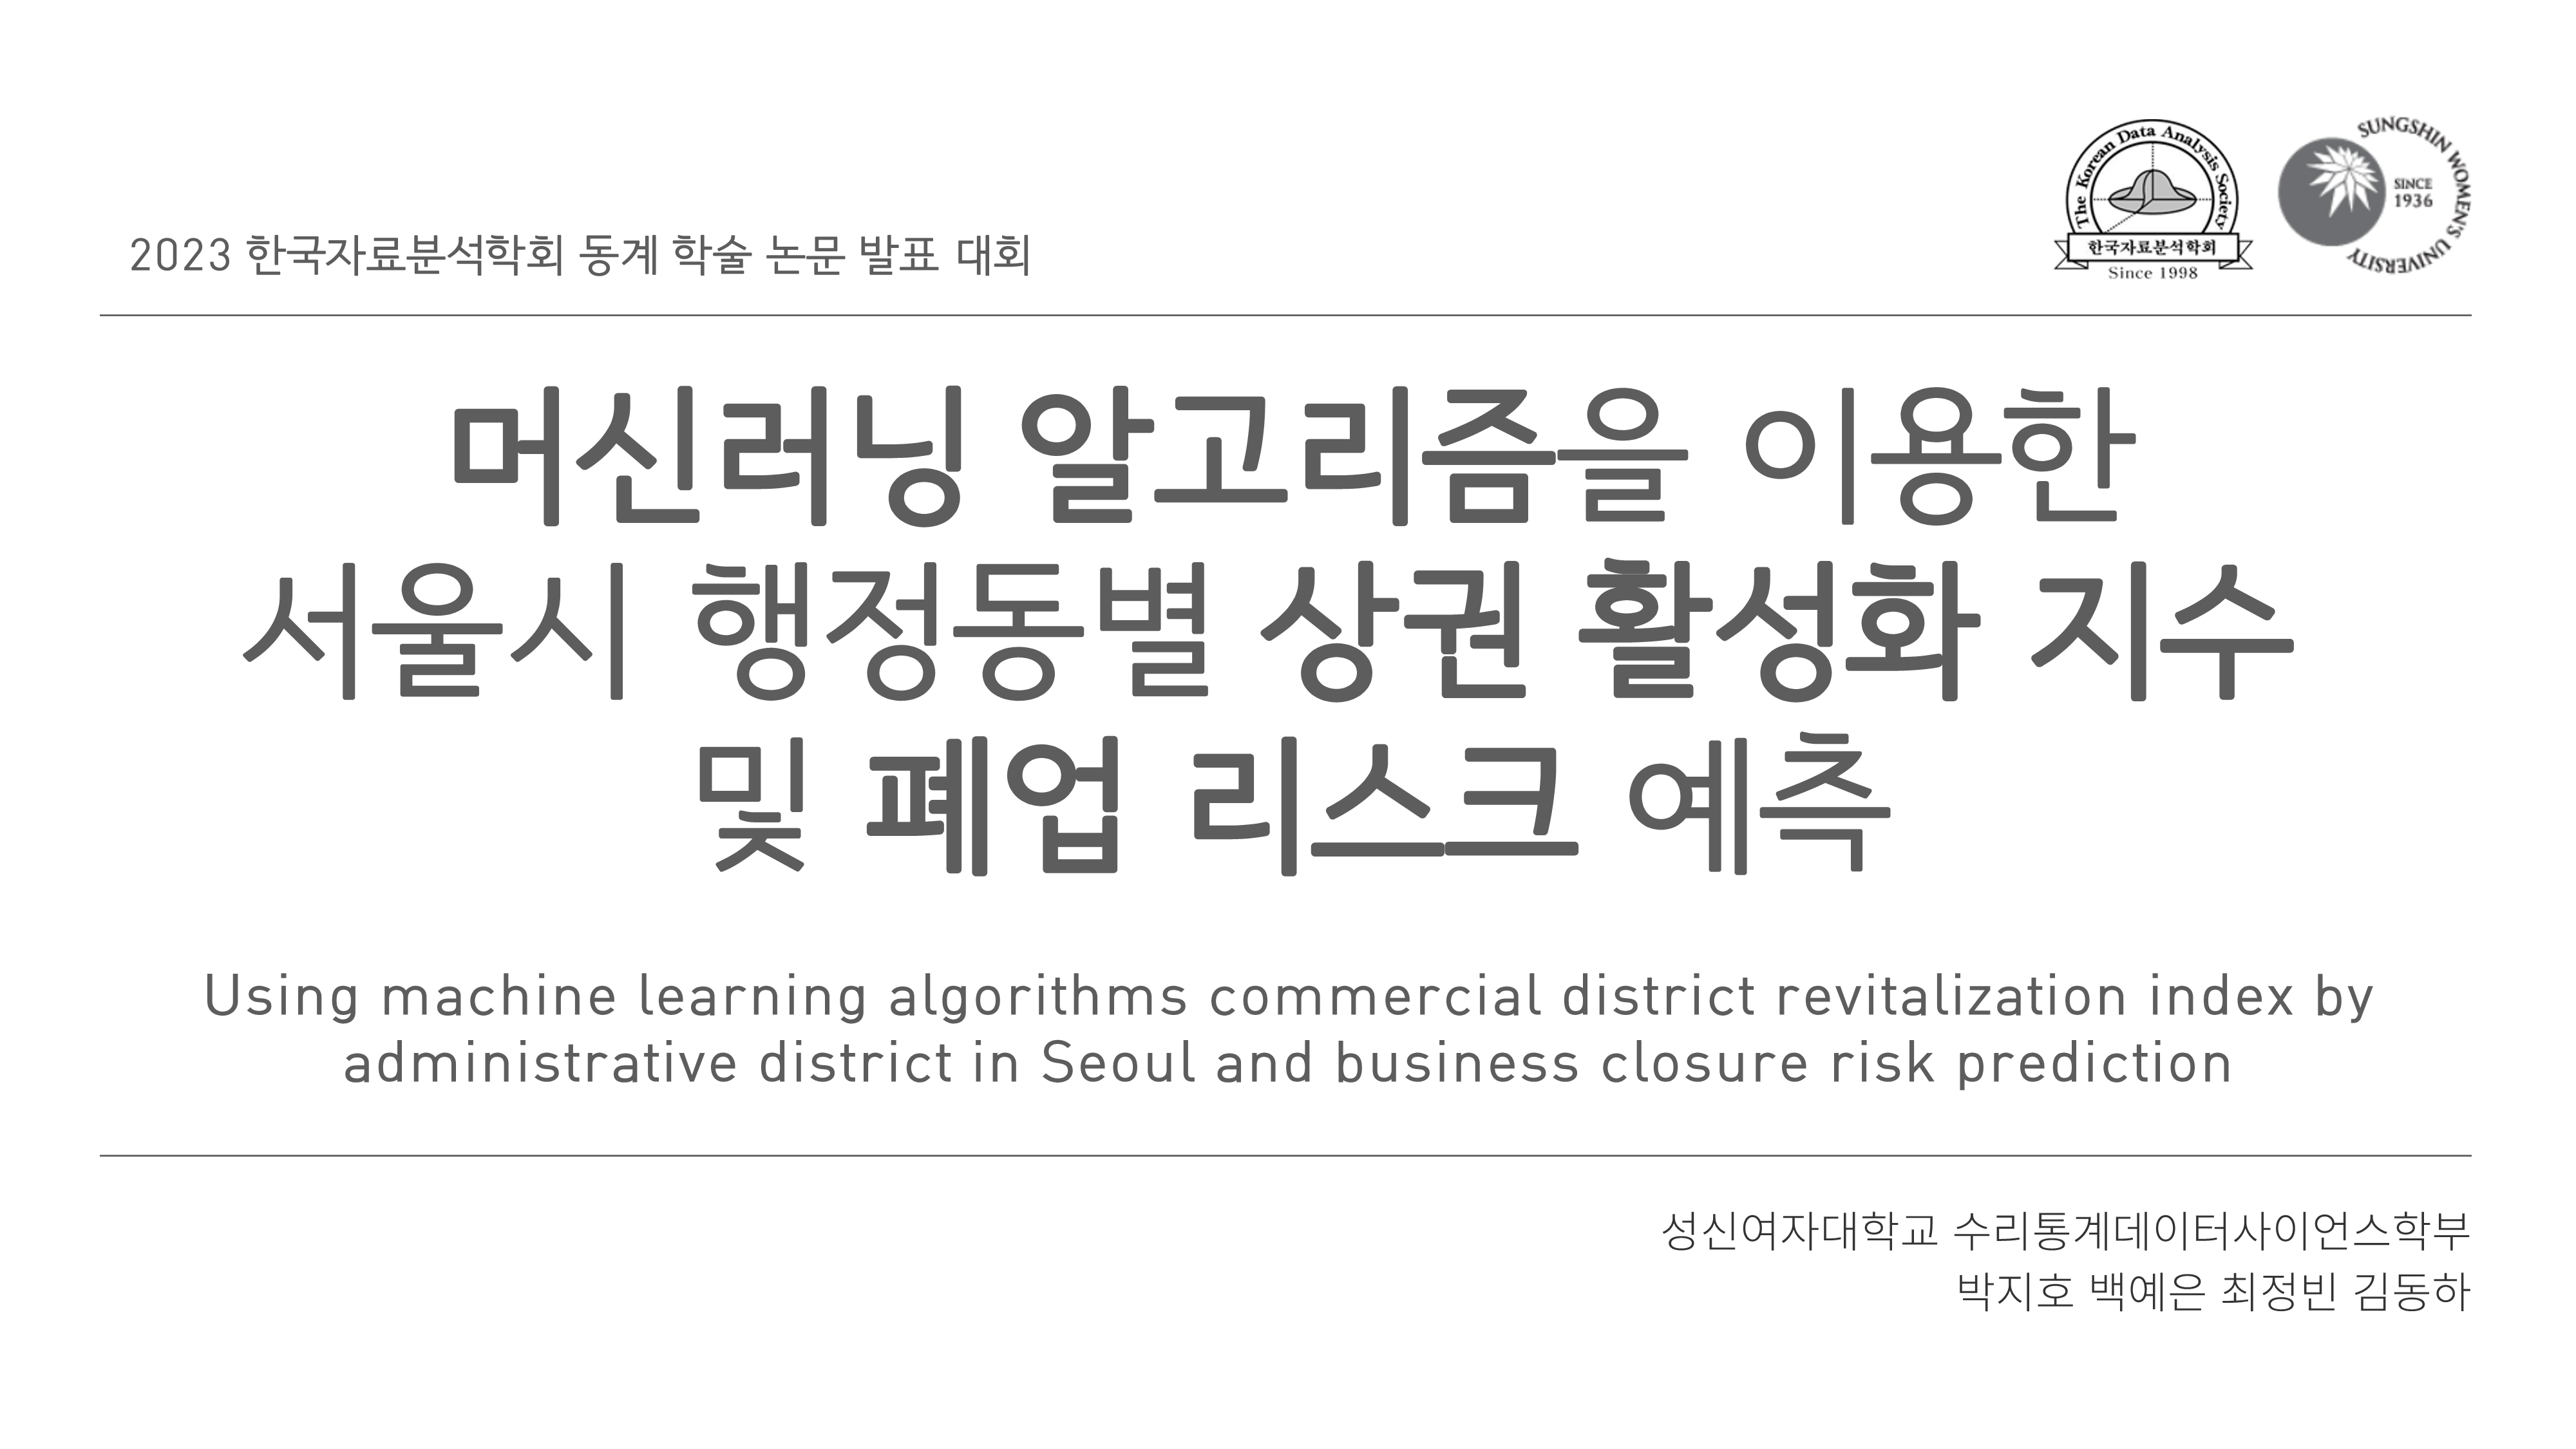 2023 한국자료분석학회 동계 학술 논문 발표 대회
The Korean Data Analysis Society
한국자료분석학회
Since 1998
SUNGSHIN WOMEN'S UNIVERSITY
SINCE
1936
머신러닝 알고리즘을 이용한
서울시 행정동별 상권 활성화 지수
및 폐업 리스크 예측
Using machine learning algorithms commercial district revitalization index by
administrative district in Seoul and business closure risk prediction
성신여자대학교 수리통계데이터사이언스학부
박지호 백예은 최정빈 김동하